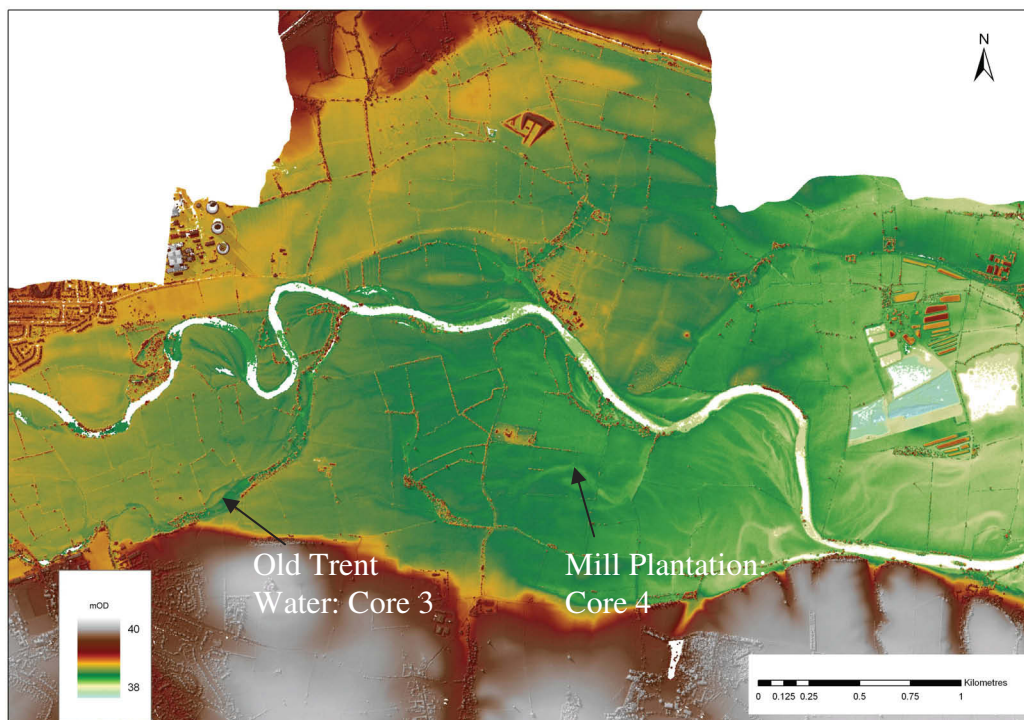 N
Old Trent
Water: Core 3
Mill Plantation:
Core 4
mOD
40
38
Kilometres
0 0.125 0.25 0.5 0.75 1